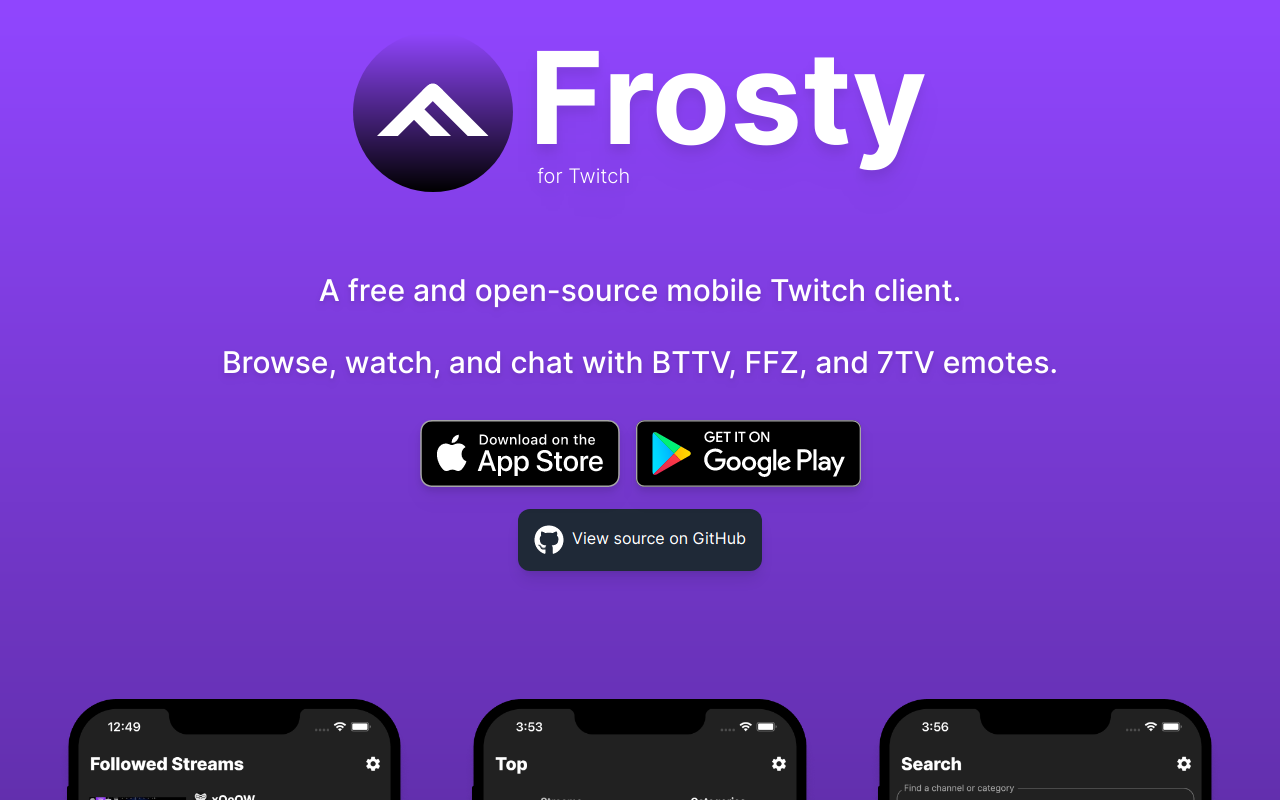 Frosty
for Twitch
A free and open-source mobile Twitch client.
Browse, watch, and chat with BTTV, FFZ, and 7TV emotes.
Download on the
App Store
GET IT ON
Google Play
View source on GitHub
12:49
Followed Streams
xQcOW
3:53
Top
Streams
Categories
3:56
Search
Find a channel or category